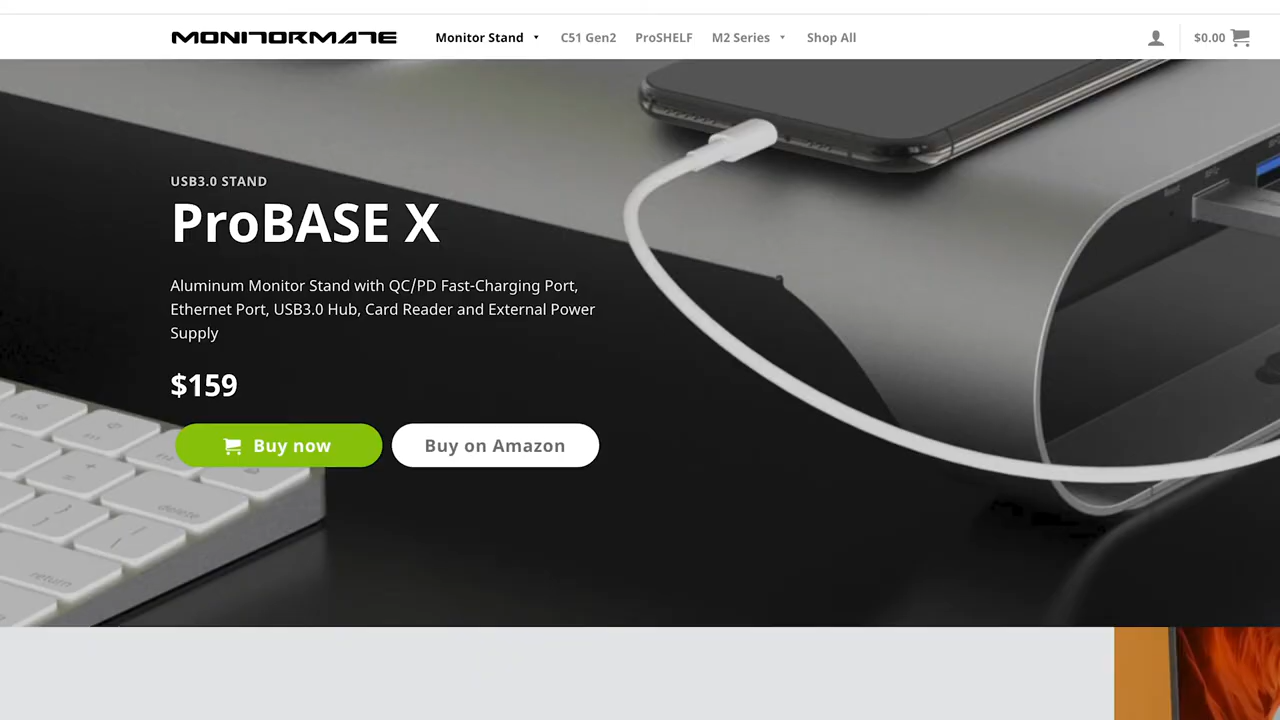 MONITORMATE
Monitor Stand
C51 Gen2
ProSHELF
M2 Series
Shop All
$0.00
USB3.0 STAND
ProBASE X
Aluminum Monitor Stand with QC/PD Fast-Charging Port,
Ethernet Port, USB3.0 Hub, Card Reader and External Power
Supply
$159
Buy now
Buy on Amazon
delete
return